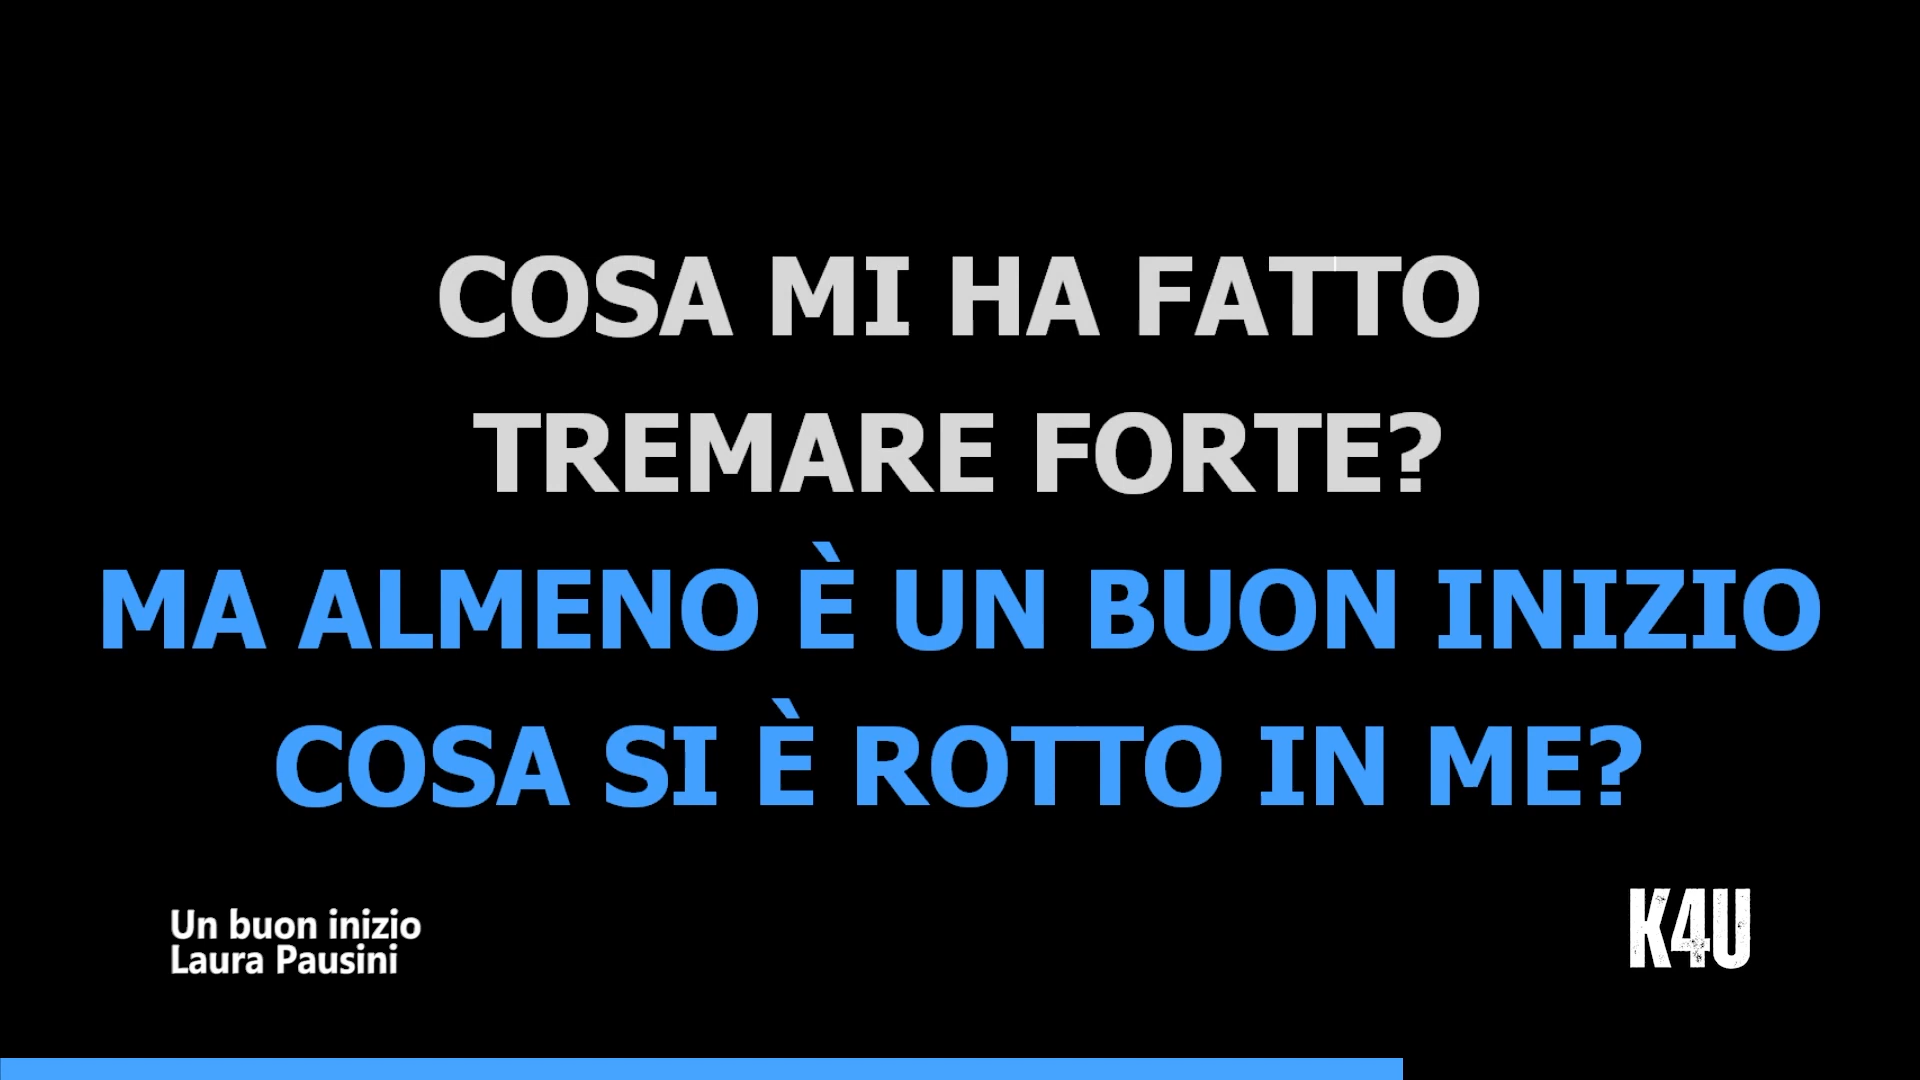 COSA MI HA FATTO
TREMARE FORTE?
MA ALMENO È UN BUON INIZIO
COSA SI È ROTTO IN ME?
Un buon inizio
Laura Pausini
K4U